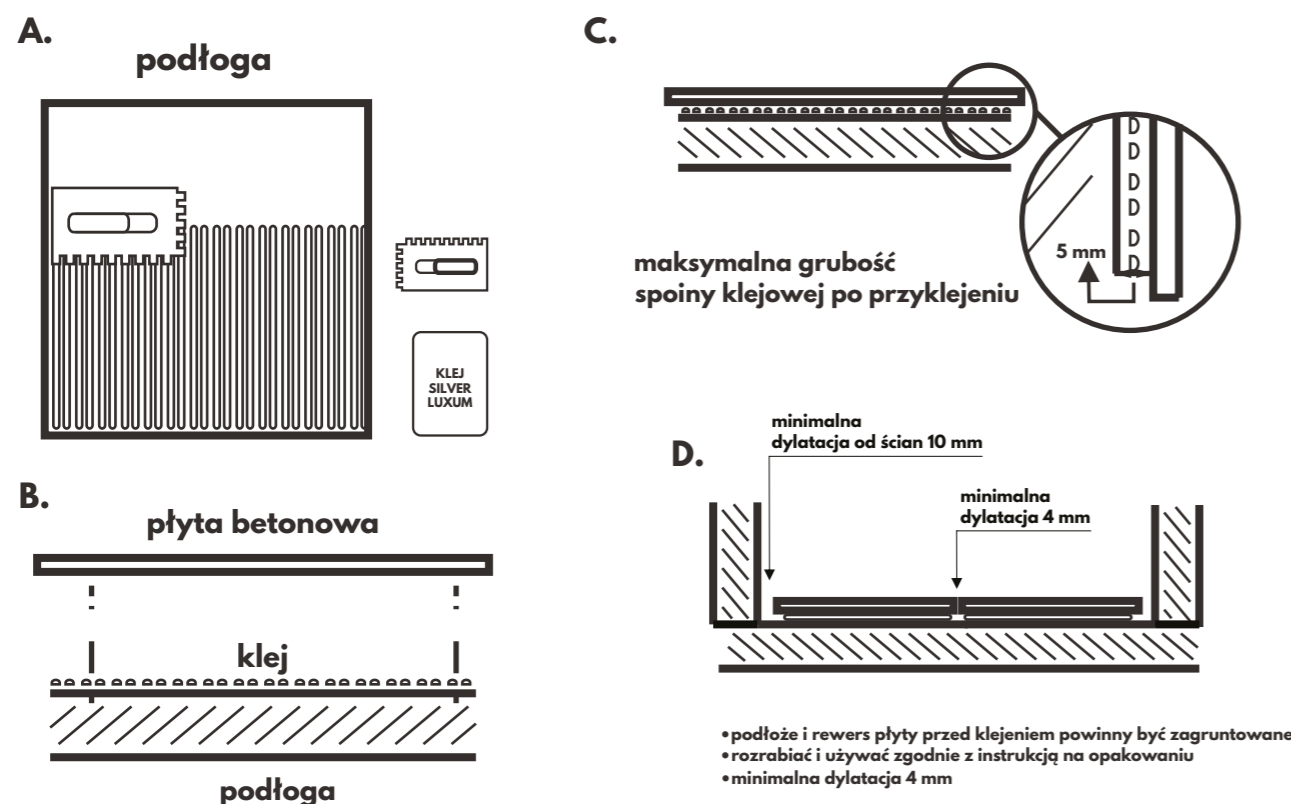 A.
podłoga
KLEJ
SILVER
LUXUM
B.
płyta betonowa
klej
podłoga
C.
5 mm
maksymalna grubość
spoiny klejowej po przyklejeniu
D.
minimalna
dylatacja od ścian 10 mm
minimalna
dylatacja 4 mm
•podłoże i rewers płyty przed klejeniem powinny być zagruntowane
•rozrabiać i używać zgodnie z instrukcją na opakowaniu
•minimalna dylatacja 4 mm